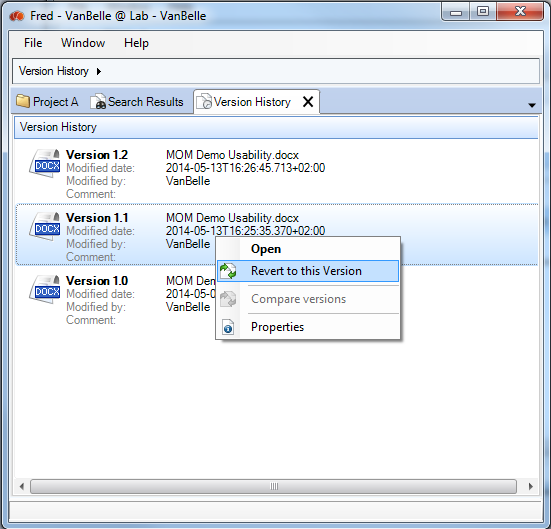 Fred - VanBelle @ Lab - VanBelle
File Window Help
Version History
Project A Search Results Version History
Version History
DOCX Version 1.2 MOM Demo Usability.docx
Modified date: 2014-05-13T16:26:45.713+02:00
Modified by: VanBelle
Comment:
DOCX Version 1.1 MOM Demo Usability.docx
Modified date: 2014-05-13T16:25:35.370+02:00
Modified by: VanBelle
Comment:
Open
Revert to this Version
Compare versions
Properties
DOCX Version 1.0 MOM Dem
Modified date: 2014-05-0
Modified by: VanBelle
Comment: